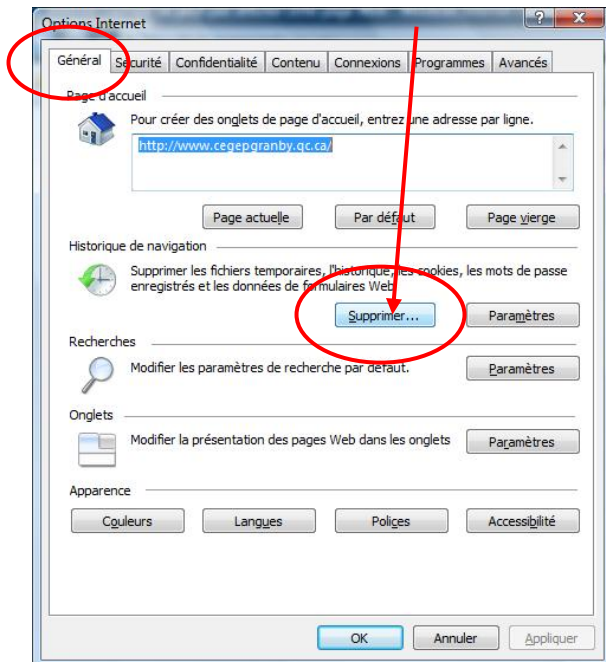 Options Internet
Général Sécurité Confidentialité Contenu Connexions Programmes Avancés
Page d'accueil
Pour créer des onglets de page d'accueil, entrez une adresse par ligne.
http://www.cegepgranby.qc.ca/
Page actuelle Par défaut Page vierge
Historique de navigation
Supprimer les fichiers temporaires, l'historique, les cookies, les mots de passe
enregistrés et les données de formulaires Web.
Supprimer... Paramètres
Recherches
Modifier les paramètres de recherche par défaut.
Paramètres
Onglets
Modifier la présentation des pages Web dans les onglets
Paramètres
Apparence
Couleurs Langues Polices Accessibilité
OK Annuler Appliquer